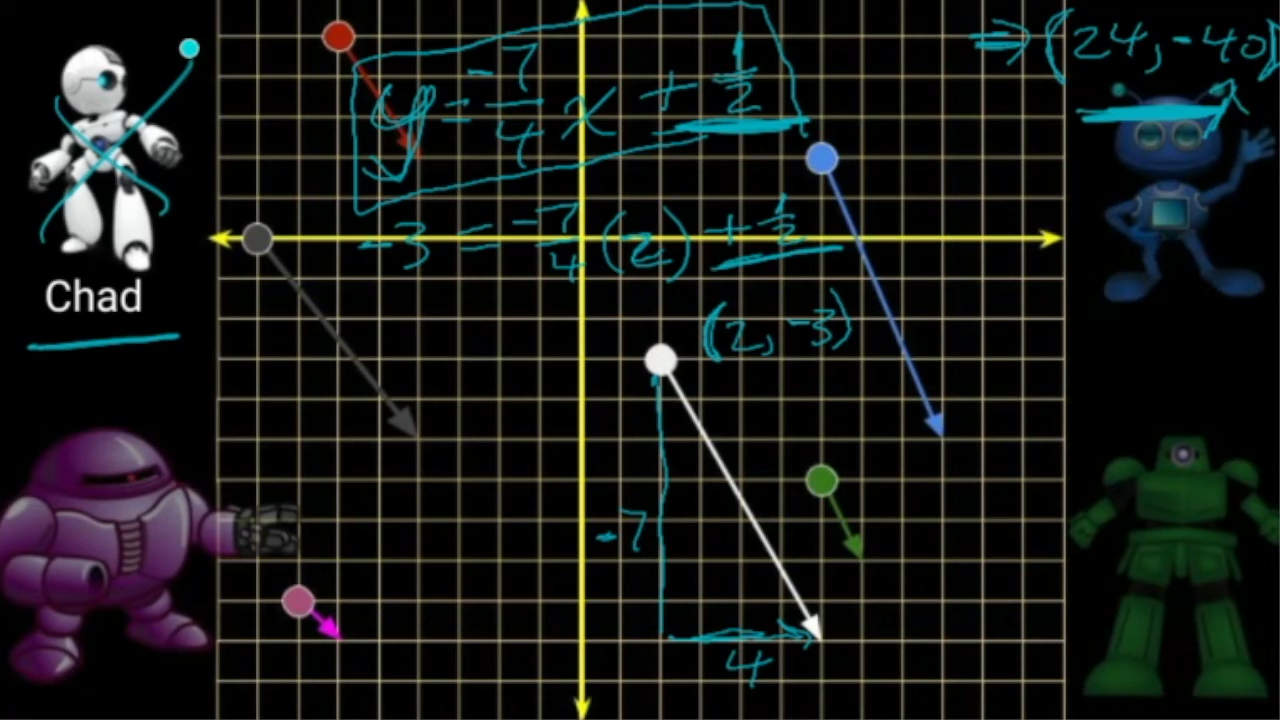 ⇒ (24, -40)
y = -7/4 x + 1/2
-3 = -7/4 (2) + 1/2
Chad
(2, -3)
-7
4